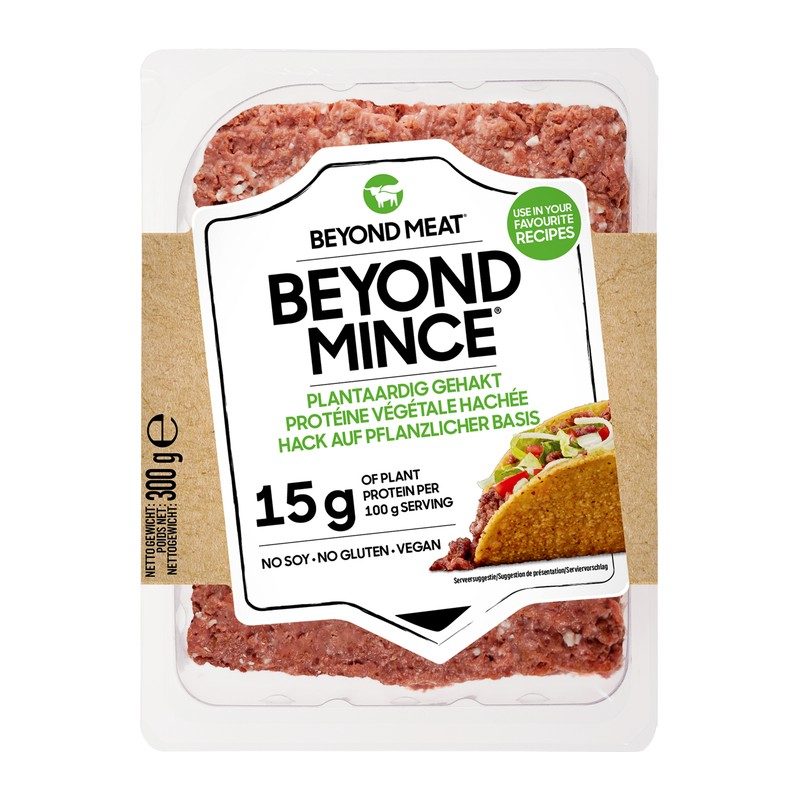 BEYOND MEAT®
USE IN YOUR
FAVOURITE
RECIPES
BEYOND
MINCE®
PLANTAARDIG GEHAKT
PROTÉINE VÉGÉTALE HACHÉE
HACK AUF PFLANZLICHER BASIS
15 g
OF PLANT
PROTEIN PER
100 g SERVING
NO SOY • NO GLUTEN • VEGAN
Serveersuggestie/Suggestion de présentation/Serviervorschlag
NETTO GEWICHT:
POIDS NET:
NETTOGEWICHT:
300 g ℮